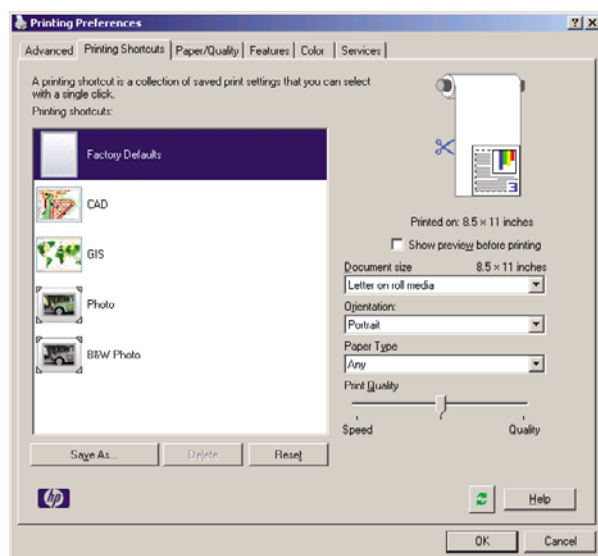 Printing Preferences
Advanced Printing Shortcuts Paper/Quality Features Color Services
A printing shortcut is a collection of saved print settings that you can select
with a single click.
Printing shortcuts:
Factory Defaults
CAD
GIS
Photo
B&W Photo
Save As...
Delete
Reset
3
Printed on: 8.5 × 11 inches
Show preview before printing
Document size 8.5 × 11 inches
Letter on roll media
Orientation:
Portrait
Paper Type
Any
Print Quality
Speed Quality
hp
Help
OK Cancel